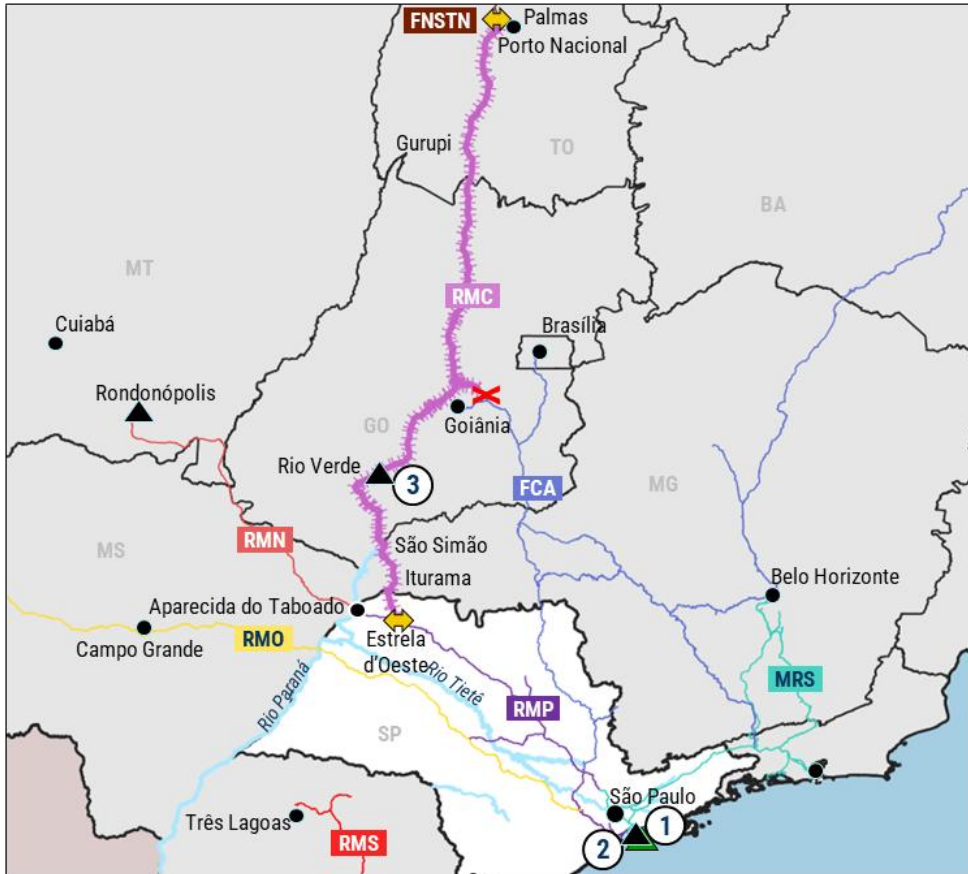 FNSTN
Palmas
Porto Nacional
Gurupi
TO
BA
MT
RMC
Cuiabá
Brasília
Rondonópolis
GO
Goiânia
Rio Verde
3
FCA
MG
MS
RMN
São Simão
Iturama
Belo Horizonte
Aparecida do Taboado
RMO
Campo Grande
Estrela
d'Oeste
Rio Paraná
Rio Tietê
RMP
MRS
SP
São Paulo
1
Três Lagoas
2
RMS